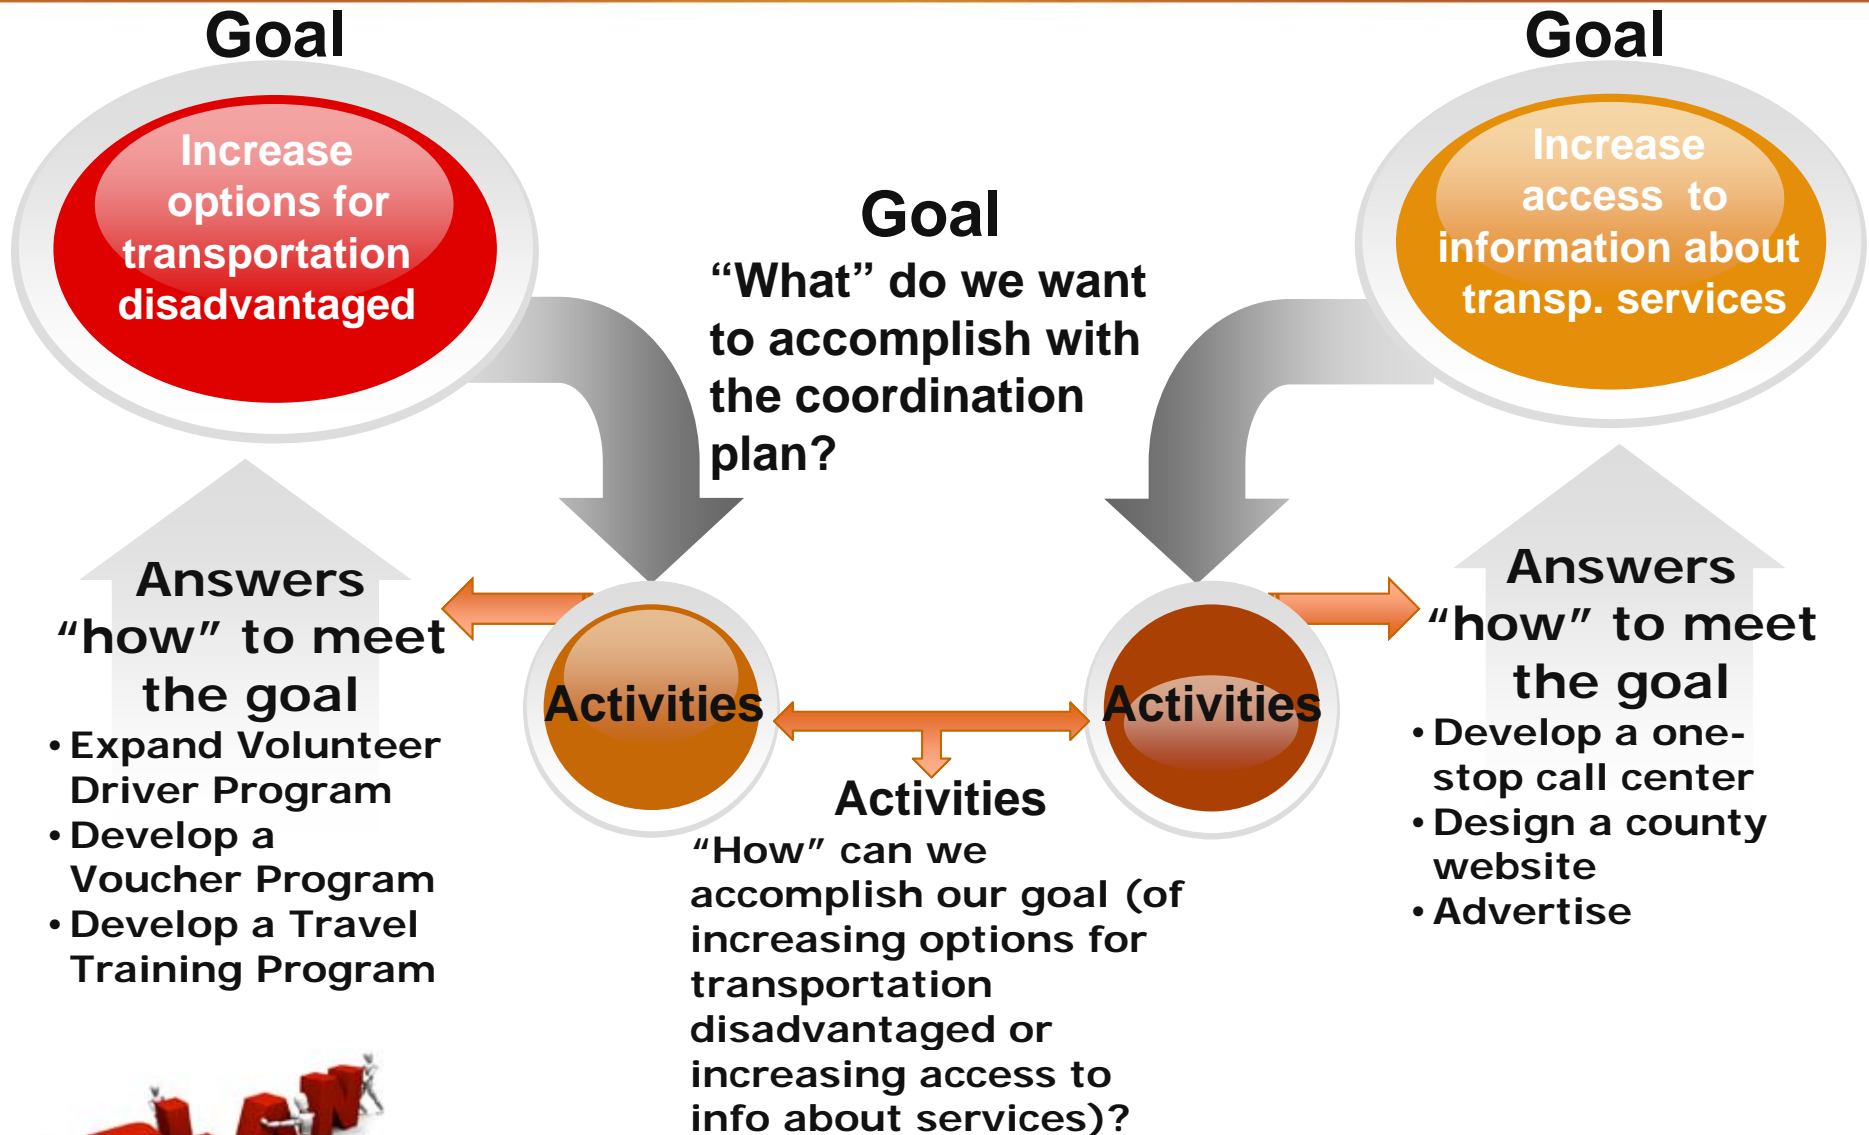 Goal
Increase
options for
transportation
disadvantaged
Goal
“What” do we want
to accomplish with
the coordination
plan?
Goal
Increase
access to
information about
transp. services
Answers
“how” to meet
the goal
• Expand Volunteer
Driver Program
• Develop a
Voucher Program
• Develop a Travel
Training Program
Activities
Activities
Activities
“How” can we
accomplish our goal (of
increasing options for
transportation
disadvantaged or
increasing access to
info about services)?
Answers
“how” to meet
the goal
• Develop a one-
stop call center
• Design a county
website
• Advertise
PLAN